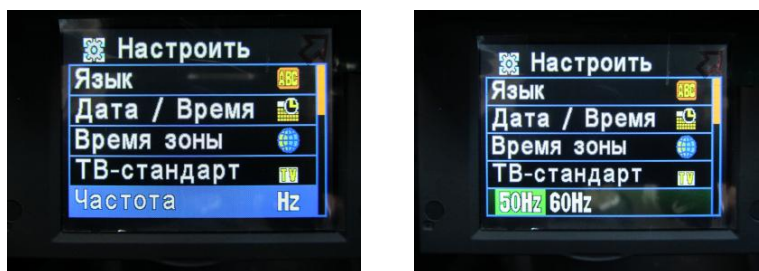 Настроить
Язык ABC
Дата / Время
Время зоны
ТВ-стандарт TV
Частота Hz
Настроить
Язык ABC
Дата / Время
Время зоны
ТВ-стандарт TV
50Hz 60Hz